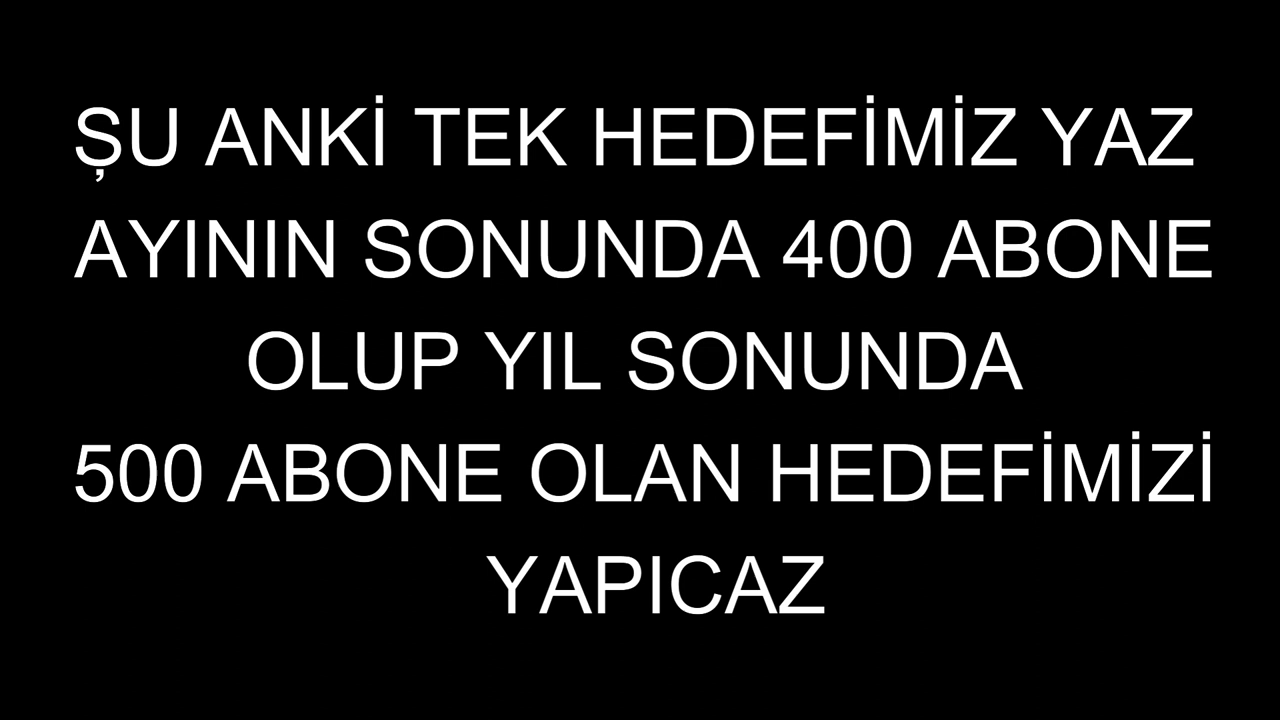 ŞU ANKİ TEK HEDEFİMİZ YAZ
AYININ SONUNDA 400 ABONE
OLUP YIL SONUNDA
500 ABONE OLAN HEDEFİMİZİ
YAPICAZ